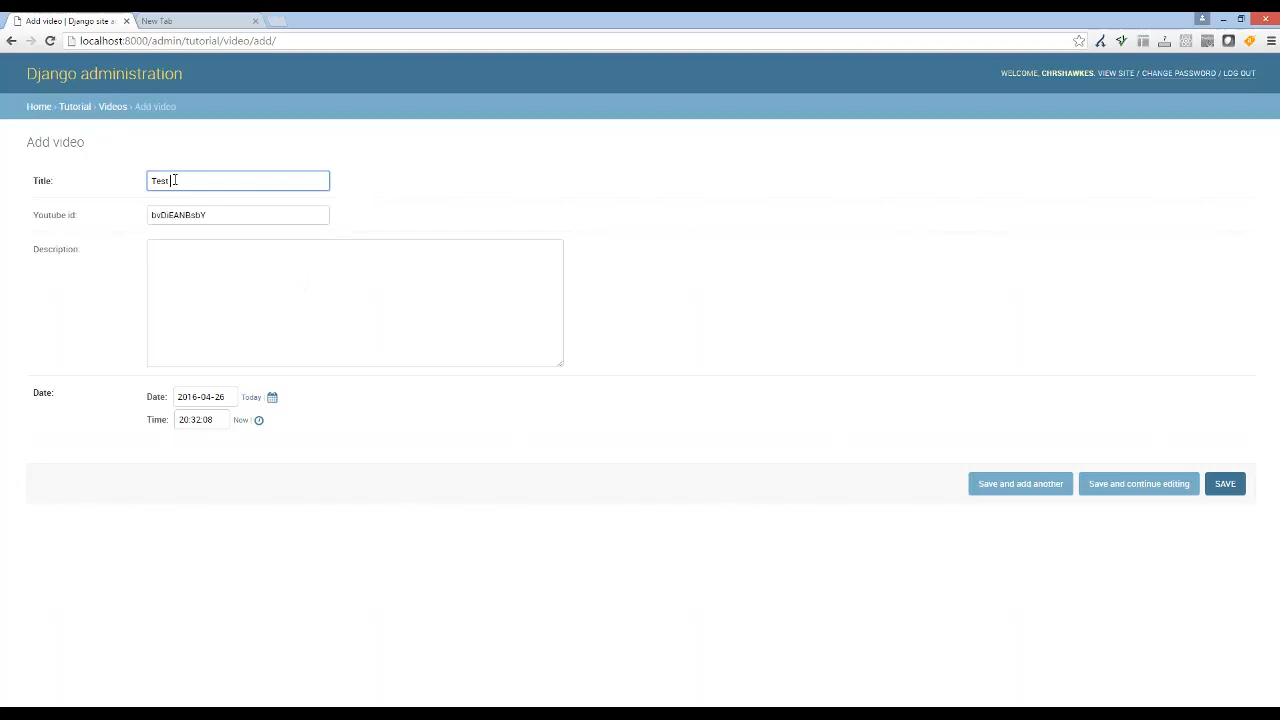 Add video | Django site a
New Tab
localhost:8000/admin/tutorial/video/add/
Django administration
WELCOME, CHRSHAWKES. VIEW SITE / CHANGE PASSWORD / LOG OUT
Home › Tutorial › Videos › Add video
Add video
Title: Test
Youtube id: bvDiEANBsbY
Description:
Date: Date: 2016-04-26 Today |
Time: 20:32:08 Now |
Save and add another Save and continue editing SAVE